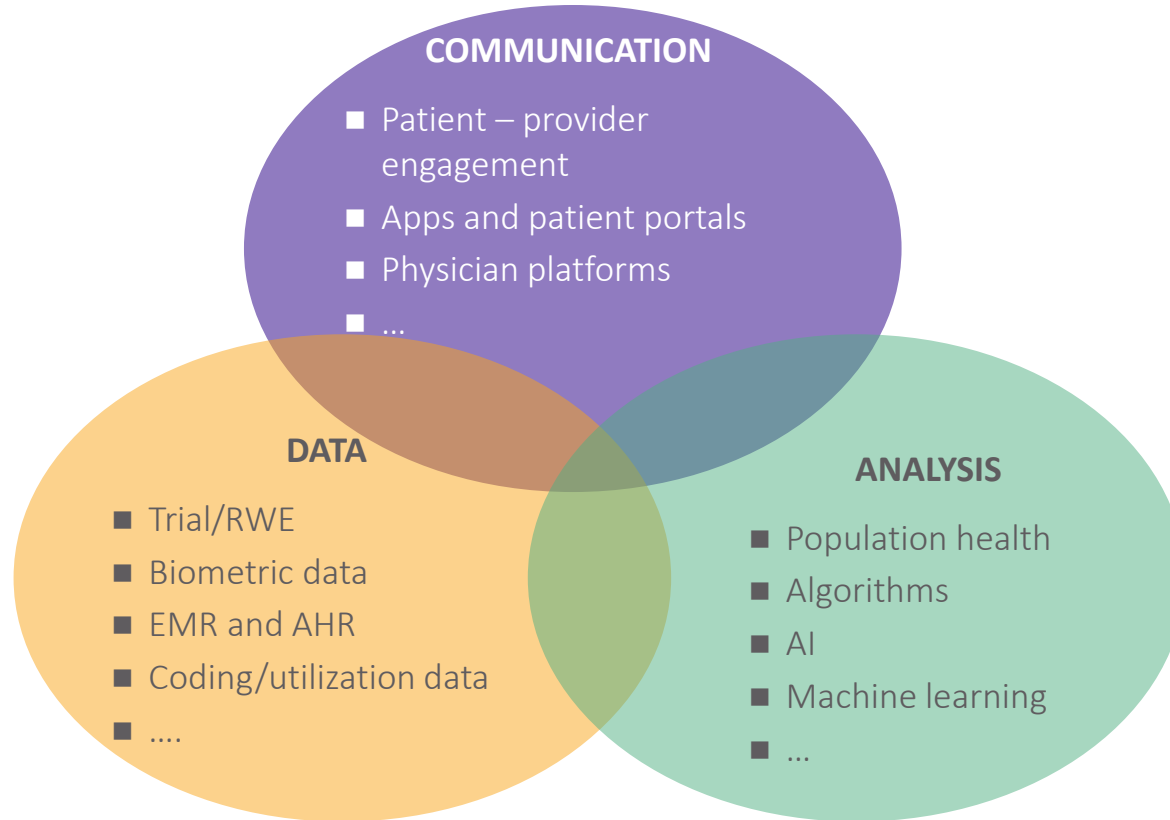 COMMUNICATION
■ Patient – provider
engagement
■ Apps and patient portals
■ Physician platforms
■ ...
DATA
■ Trial/RWE
■ Biometric data
■ EMR and AHR
■ Coding/utilization data
■ ....
ANALYSIS
■ Population health
■ Algorithms
■ AI
■ Machine learning
■ ...